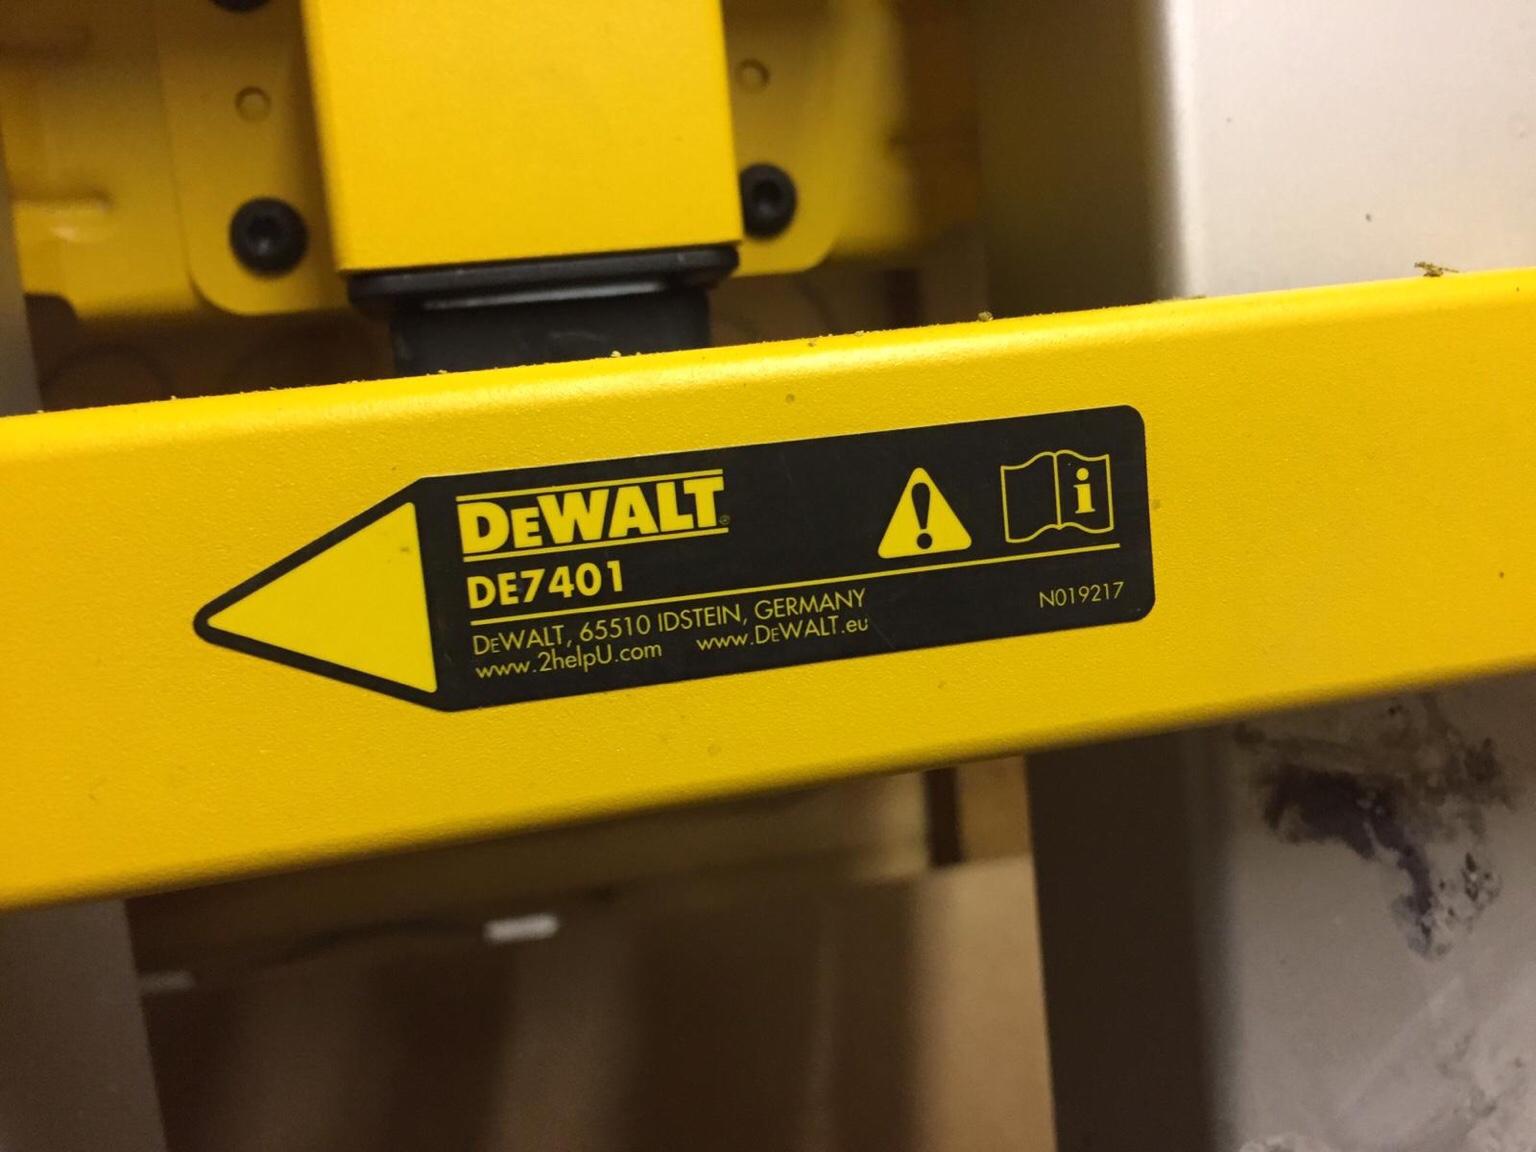 DEWALT®
DE7401
DEWALT, 65510 IDSTEIN, GERMANY
www.2helpU.com www.DEWALT.eu
i
N019217